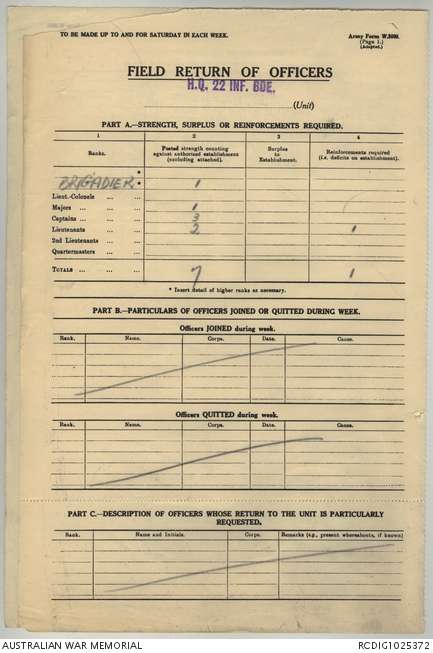 TO BE MADE UP TO AND FOR SATURDAY IN EACH WEEK.
Army Form W.3008.
(Page 1.)
(Adapted.)
FIELD RETURN OF OFFICERS
H.Q. 22 INF. BDE.
(Unit)
PART A.—STRENGTH, SURPLUS OR REINFORCEMENTS REQUIRED.
1 2 3 4
Ranks. Posted strength counting against authorized establishment (excluding attached). Surplus to Establishment. Reinforcements required (i.e. deficits on establishment).
*
BRIGADIER * 1
Lieut.-Colonels ... ...
Majors ... ... ... 1
Captains ... ... ... 3
Lieutenants ... ... 2 1
2nd Lieutenants ... ...
Quartermasters ... ...
TOTALS ... ... ... 7 1
* Insert detail of higher ranks as necessary.
PART B.—PARTICULARS OF OFFICERS JOINED OR QUITTED DURING WEEK.
Officers JOINED during week.
Rank. Name. Corps. Date. Cause.
Officers QUITTED during week.
Rank. Name. Corps. Date. Cause.
PART C.—DESCRIPTION OF OFFICERS WHOSE RETURN TO THE UNIT IS PARTICULARLY
REQUESTED.
Rank. Name and Initials. Corps. Remarks (e.g., present whereabouts, if known)
AUSTRALIAN WAR MEMORIAL
RCDIG1025372